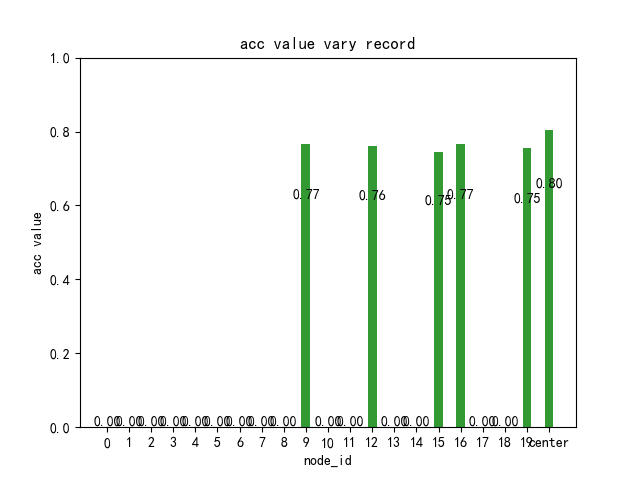 acc value vary record
1.0
0.8
0.6
0.4
0.2
0.0
acc value
0.80
0.77 0.76 0.75 0.77 0.75
0.00 0.00 0.00 0.00 0.00 0.00 0.00 0.00 0.00 0.00 0.00 0.00 0.00 0.00 0.00
0 1 2 3 4 5 6 7 8 9 10 11 12 13 14 15 16 17 18 19 center
node_id